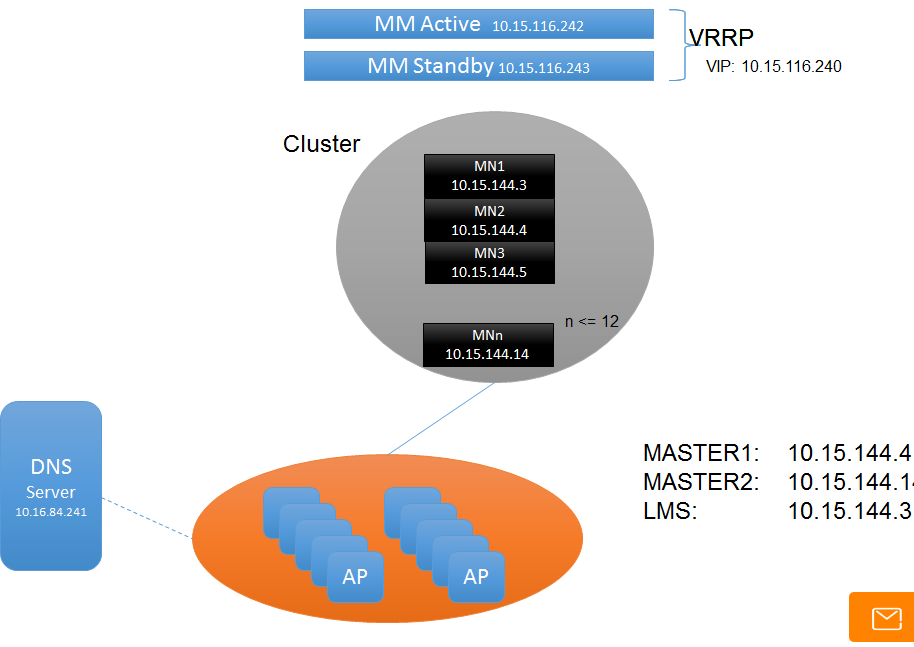 MM Active 10.15.116.242
MM Standby 10.15.116.243
VRRP
VIP: 10.15.116.240
Cluster
MN1
10.15.144.3
MN2
10.15.144.4
MN3
10.15.144.5
n <= 12
MNn
10.15.144.14
DNS
Server
10.16.84.241
AP
AP
MASTER1: 10.15.144.4
MASTER2: 10.15.144.14
LMS: 10.15.144.3